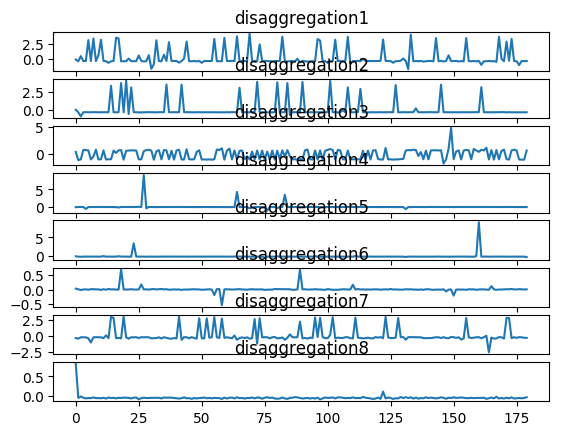 disaggregation1
2.5
0.0
disaggregation2
2.5
0.0
disaggregation3
5
0
disaggregation4
5
0
disaggregation5
5
0
disaggregation6
0.5
0.0
−0.5
disaggregation7
2.5
0.0
−2.5
disaggregation8
0.5
0.0
0 25 50 75 100 125 150 175